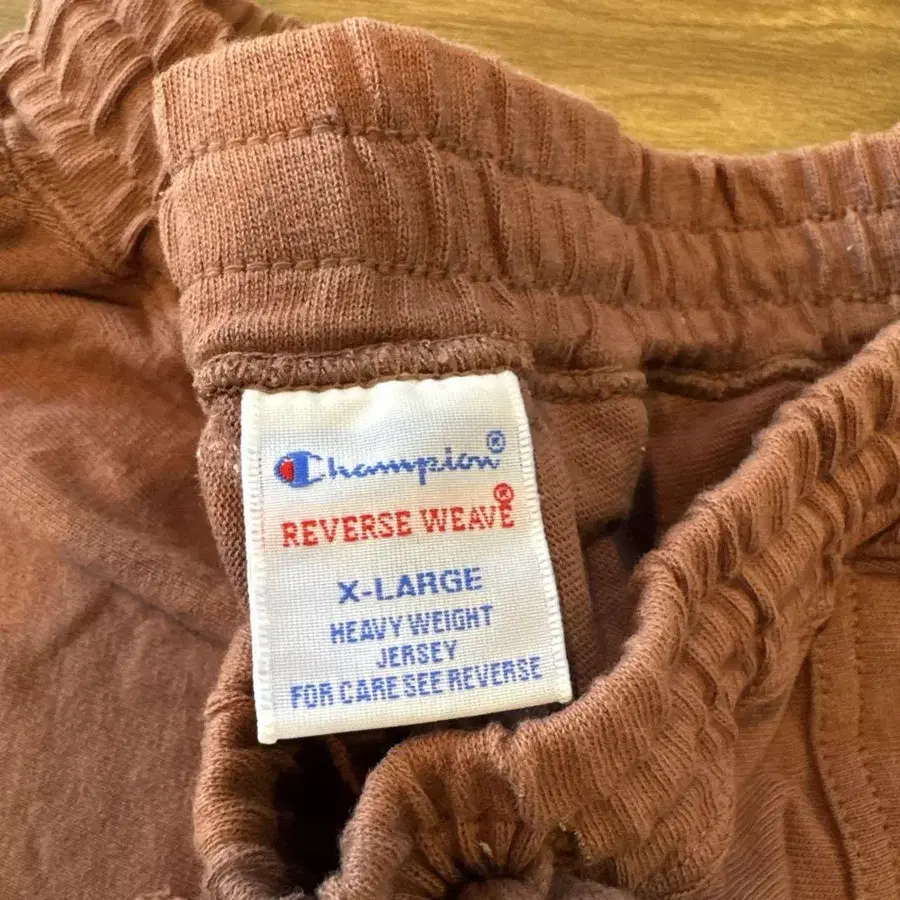 Champion®
REVERSE WEAVE®
X-LARGE
HEAVY WEIGHT
JERSEY
FOR CARE SEE REVERSE